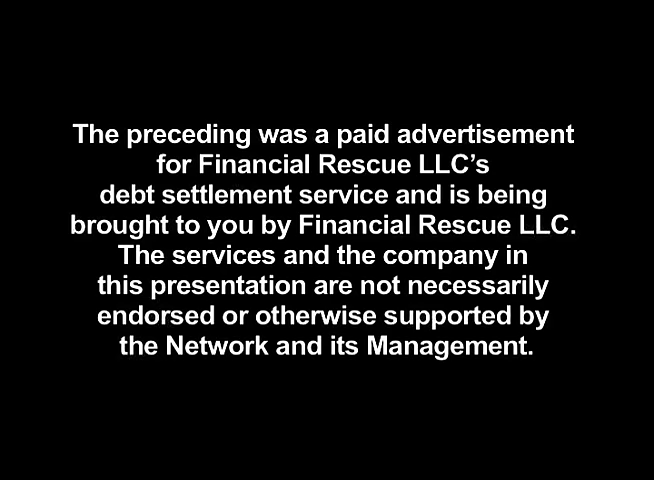 The preceding was a paid advertisement
for Financial Rescue LLC’s
debt settlement service and is being
brought to you by Financial Rescue LLC.
The services and the company in
this presentation are not necessarily
endorsed or otherwise supported by
the Network and its Management.